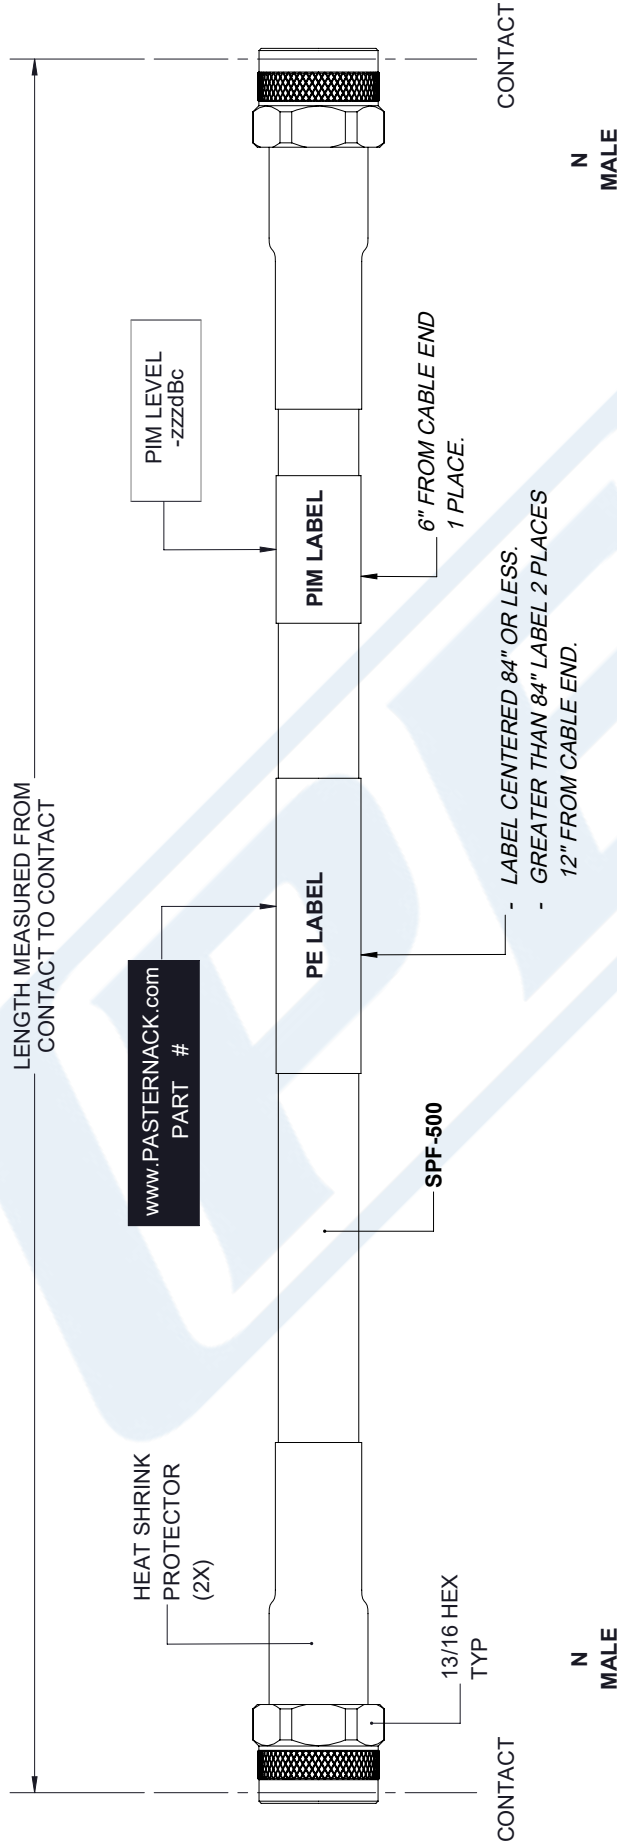 LENGTH MEASURED FROM
CONTACT TO CONTACT
HEAT SHRINK
PROTECTOR
(2X)
www.PASTERNACK.com
PART #
PIM LEVEL
-zzzdBc
PE LABEL
PIM LABEL
13/16 HEX
TYP
SPF-500
6" FROM CABLE END
1 PLACE.
- LABEL CENTERED 84" OR LESS.
- GREATER THAN 84" LABEL 2 PLACES
12" FROM CABLE END.
CONTACT
CONTACT
N
MALE
N
MALE